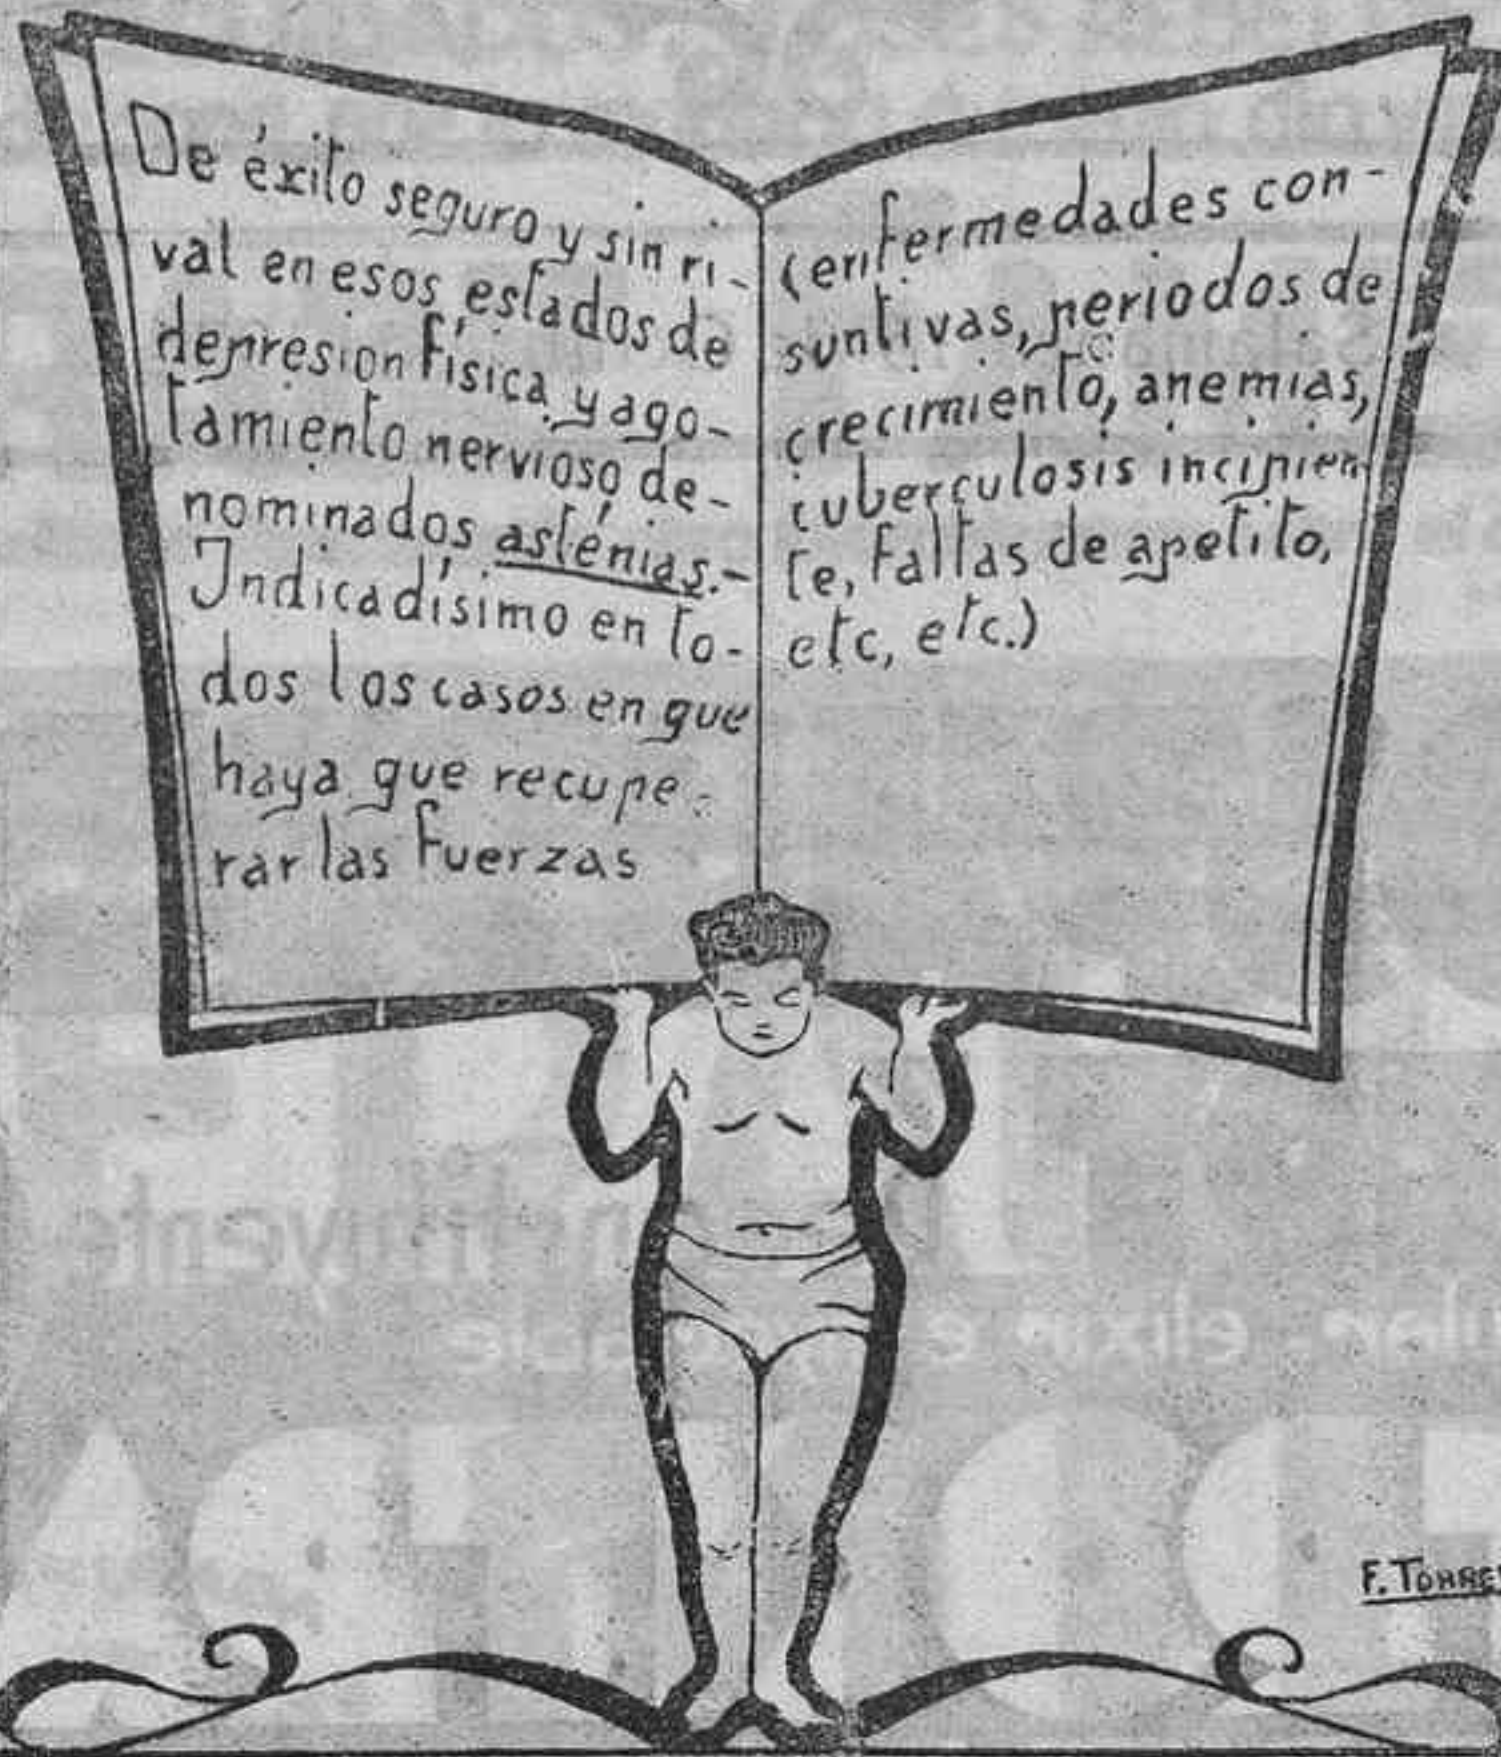 De éxito seguro y sin ri-
val en esos estados de
depresion física y ago-
tamiento nervioso de-
nominados asténias.-
Indicadísimo en to-
dos los casos en que
haya que recupe-
rar las fuerzas
(enfermedades con-
suntivas, periodos de
crecimiento, anemias,
tuberculosis incipien
te, faltas de apetito,
etc, etc.)
F. TORRE